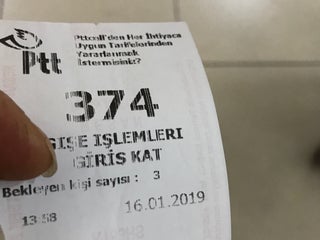 Pttcell'den Her İhtiyaca
Uygun Tarifelerinden
Yararlanmak
İstermisiniz?
Ptt
374
GİŞE İŞLEMLERİ
GİRİŞ KAT
Bekleyen kişi sayısı : 3
13:58 16.01.2019